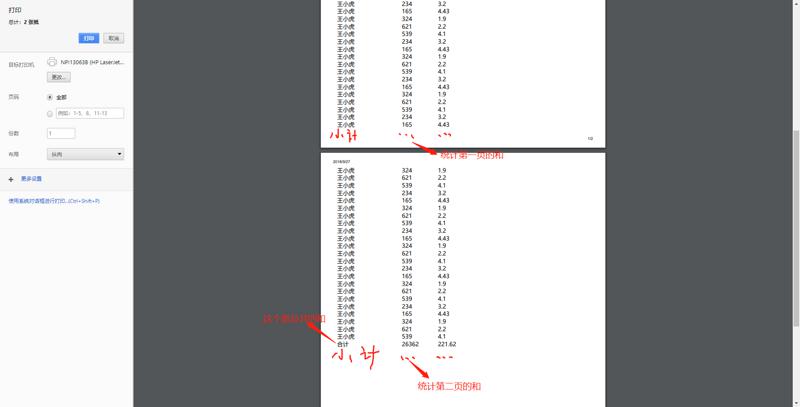 打印
总计：2 张纸
打印 取消
目标打印机 NPI130638 (HP LaserJet...
更改...
页码 全部
例如：1-5、8、11-13
份数 1
布局 纵向
+ 更多设置
使用系统对话框进行打印...(Ctrl+Shift+P)
王小虎 234 3.2
王小虎 165 4.43
王小虎 324 1.9
王小虎 621 2.2
王小虎 539 4.1
王小虎 234 3.2
王小虎 165 4.43
王小虎 324 1.9
王小虎 621 2.2
王小虎 539 4.1
王小虎 234 3.2
王小虎 165 4.43
王小虎 324 1.9
王小虎 621 2.2
王小虎 539 4.1
王小虎 234 3.2
王小虎 165 4.43
小计 ... ...
1/2
统计第一页的和
2018/9/27
王小虎 324 1.9
王小虎 621 2.2
王小虎 539 4.1
王小虎 234 3.2
王小虎 165 4.43
王小虎 324 1.9
王小虎 621 2.2
王小虎 539 4.1
王小虎 234 3.2
王小虎 165 4.43
王小虎 324 1.9
王小虎 621 2.2
王小虎 539 4.1
王小虎 234 3.2
王小虎 165 4.43
王小虎 324 1.9
王小虎 621 2.2
王小虎 539 4.1
王小虎 234 3.2
王小虎 165 4.43
王小虎 324 1.9
王小虎 621 2.2
王小虎 539 4.1
合计 26362 221.62
这个是总共的和
小计 ... ...
统计第二页的和